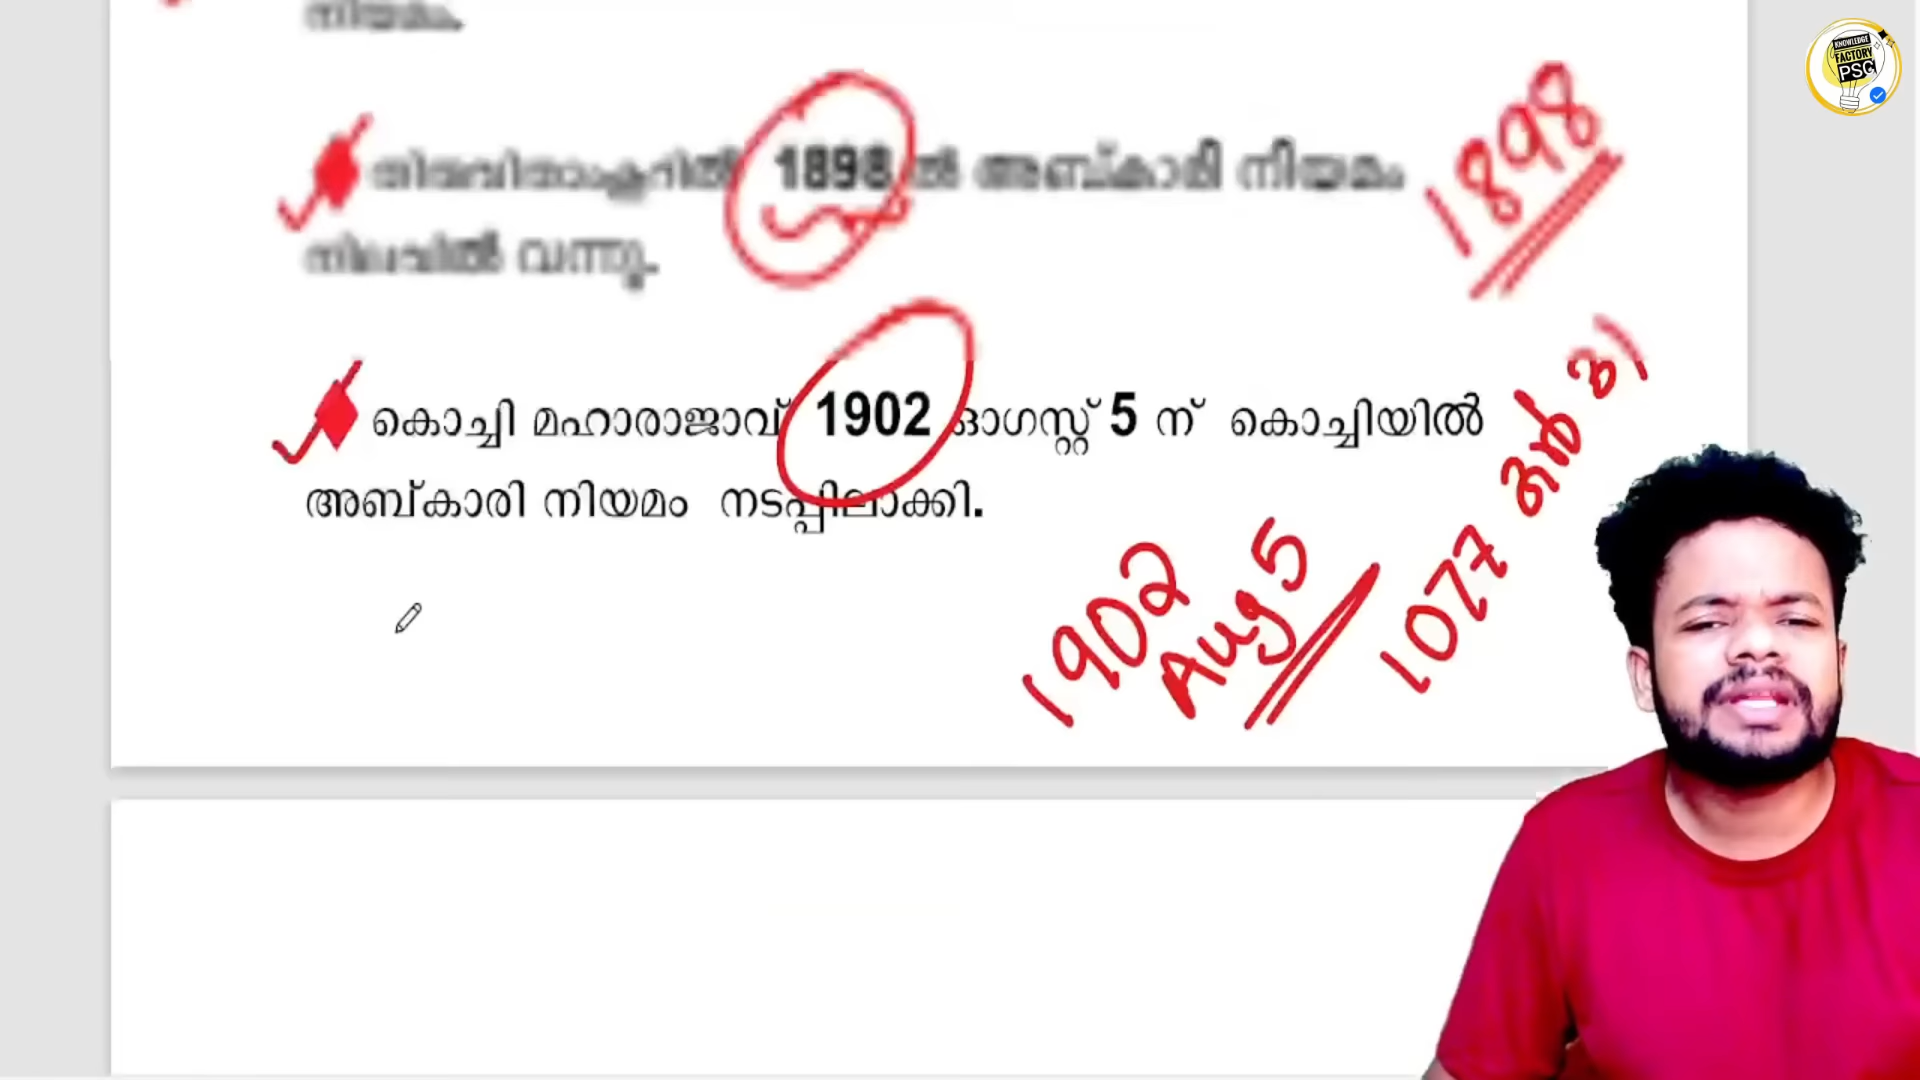 നിയമം.
തിരുവിതാംകൂറിൽ 1898 ൽ അബ്കാരി നിയമം
നിലവിൽ വന്നു.
1898
കൊച്ചി മഹാരാജാവ് 1902 ഓഗസ്റ്റ് 5 ന് കൊച്ചിയിൽ
അബ്കാരി നിയമം നടപ്പിലാക്കി.
1902
Aug 5
1077
KNOWLEDGE
FACTORY
PSC